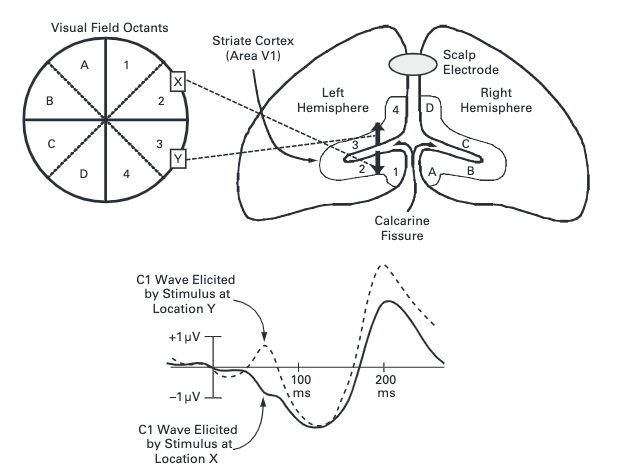 Visual Field Octants
A
1
B
2
C
3
D
4
X
Y
Striate Cortex
(Area V1)
Scalp
Electrode
Left
Hemisphere
Right
Hemisphere
4
D
3
C
2
1
A
B
Calcarine
Fissure
C1 Wave Elicited
by Stimulus at
Location Y
+1 µV
−1 µV
100
ms
200
ms
C1 Wave Elicited
by Stimulus at
Location X